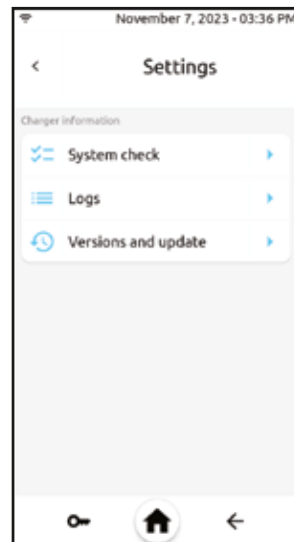 November 7, 2023 - 03:36 PM
Settings
Charger information
System check
Logs
Versions and update